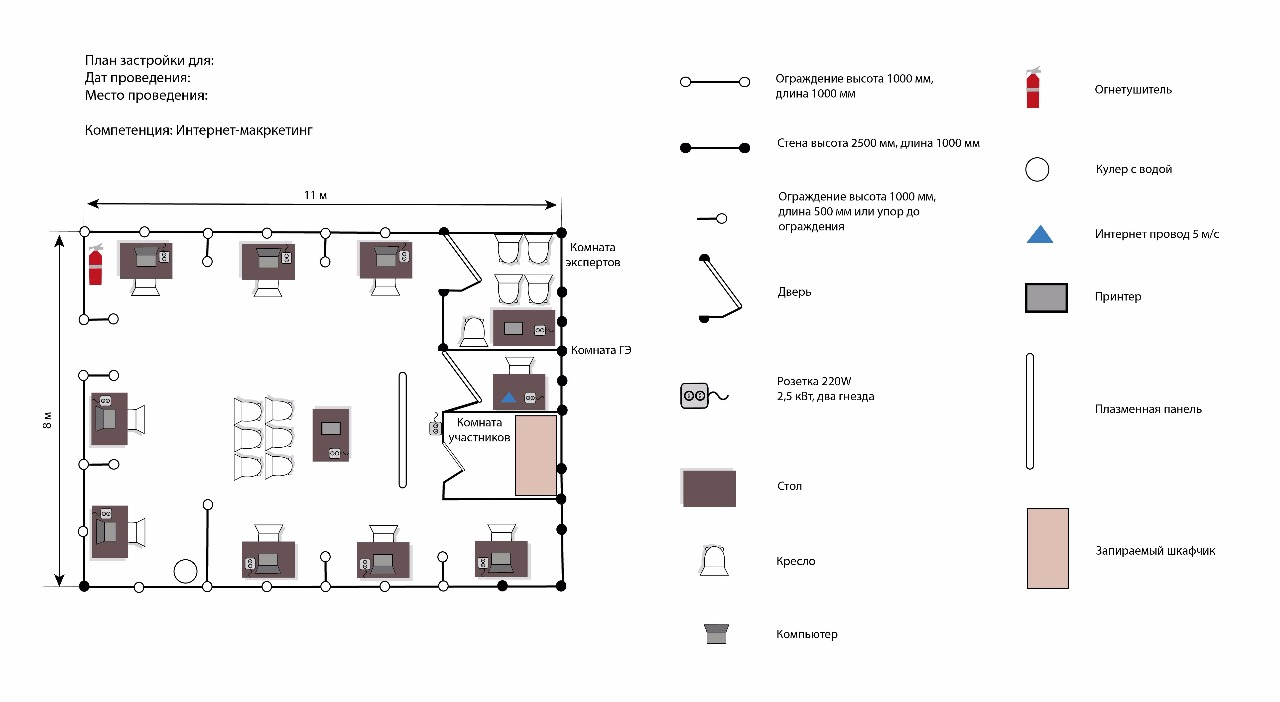 План застройки для:
Дат проведения:
Место проведения:
Компетенция: Интернет-макркетинг
11 м
8 м
Комната
экспертов
Комната ГЭ
Комната
участников
Ограждение высота 1000 мм,
длина 1000 мм
Стена высота 2500 мм, длина 1000 мм
Ограждение высота 1000 мм,
длина 500 мм или упор до
ограждения
Дверь
Розетка 220W
2,5 кВт, два гнезда
Стол
Кресло
Компьютер
Огнетушитель
Кулер с водой
Интернет провод 5 м/с
Принтер
Плазменная панель
Запираемый шкафчик